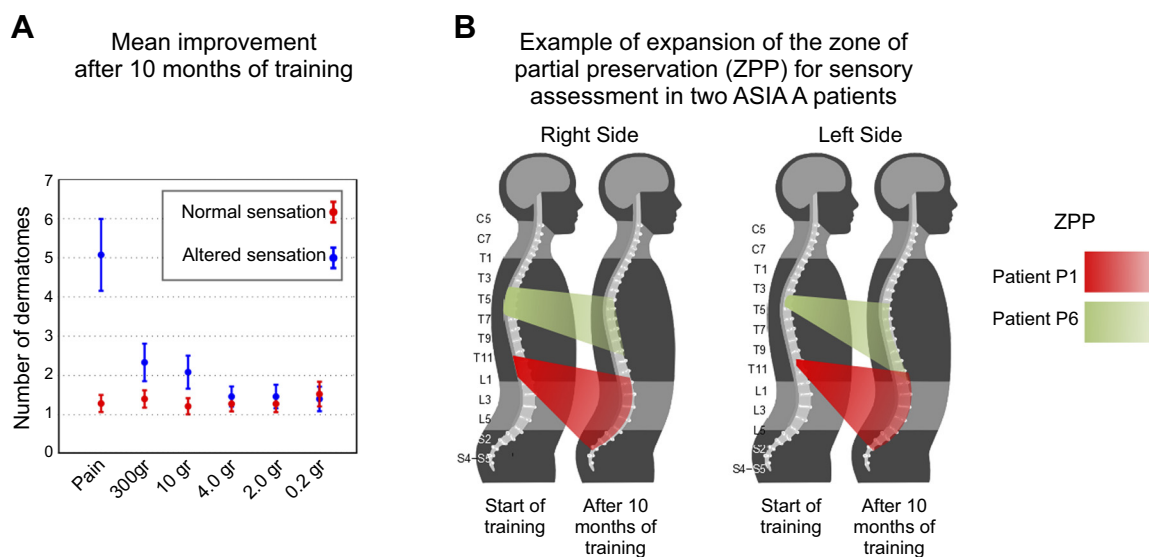 A
Mean improvement
after 10 months of training
Number of dermatomes
7
6
5
4
3
2
1
0
Normal sensation
Altered sensation
Pain
300gr
10 gr
4.0 gr
2.0 gr
0.2 gr
B
Example of expansion of the zone of
partial preservation (ZPP) for sensory
assessment in two ASIA A patients
Right Side
C5
C7
T1
T3
T5
T7
T9
T11
L1
L3
L5
S2
S4-S5
Start of
training
After 10
months of
training
Left Side
C5
C7
T1
T3
T5
T7
T9
T11
L1
L3
L5
S2
S4-S5
Start of
training
After 10
months of
training
ZPP
Patient P1
Patient P6